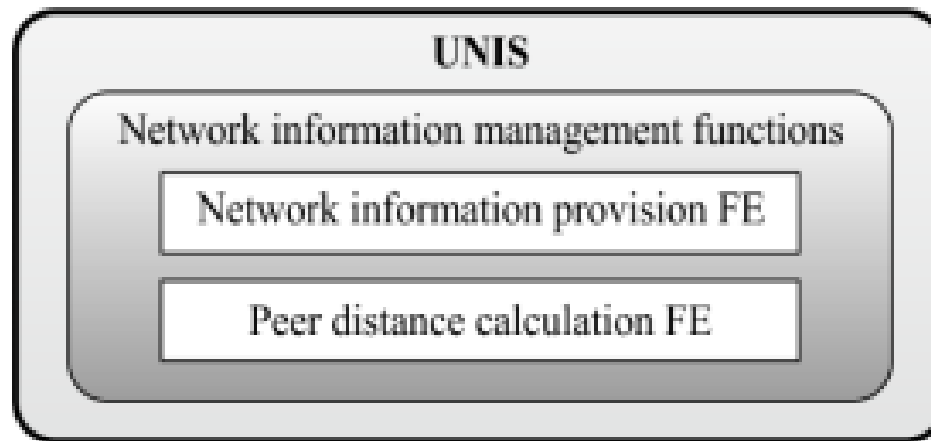 UNIS
Network information management functions
Network information provision FE
Peer distance calculation FE